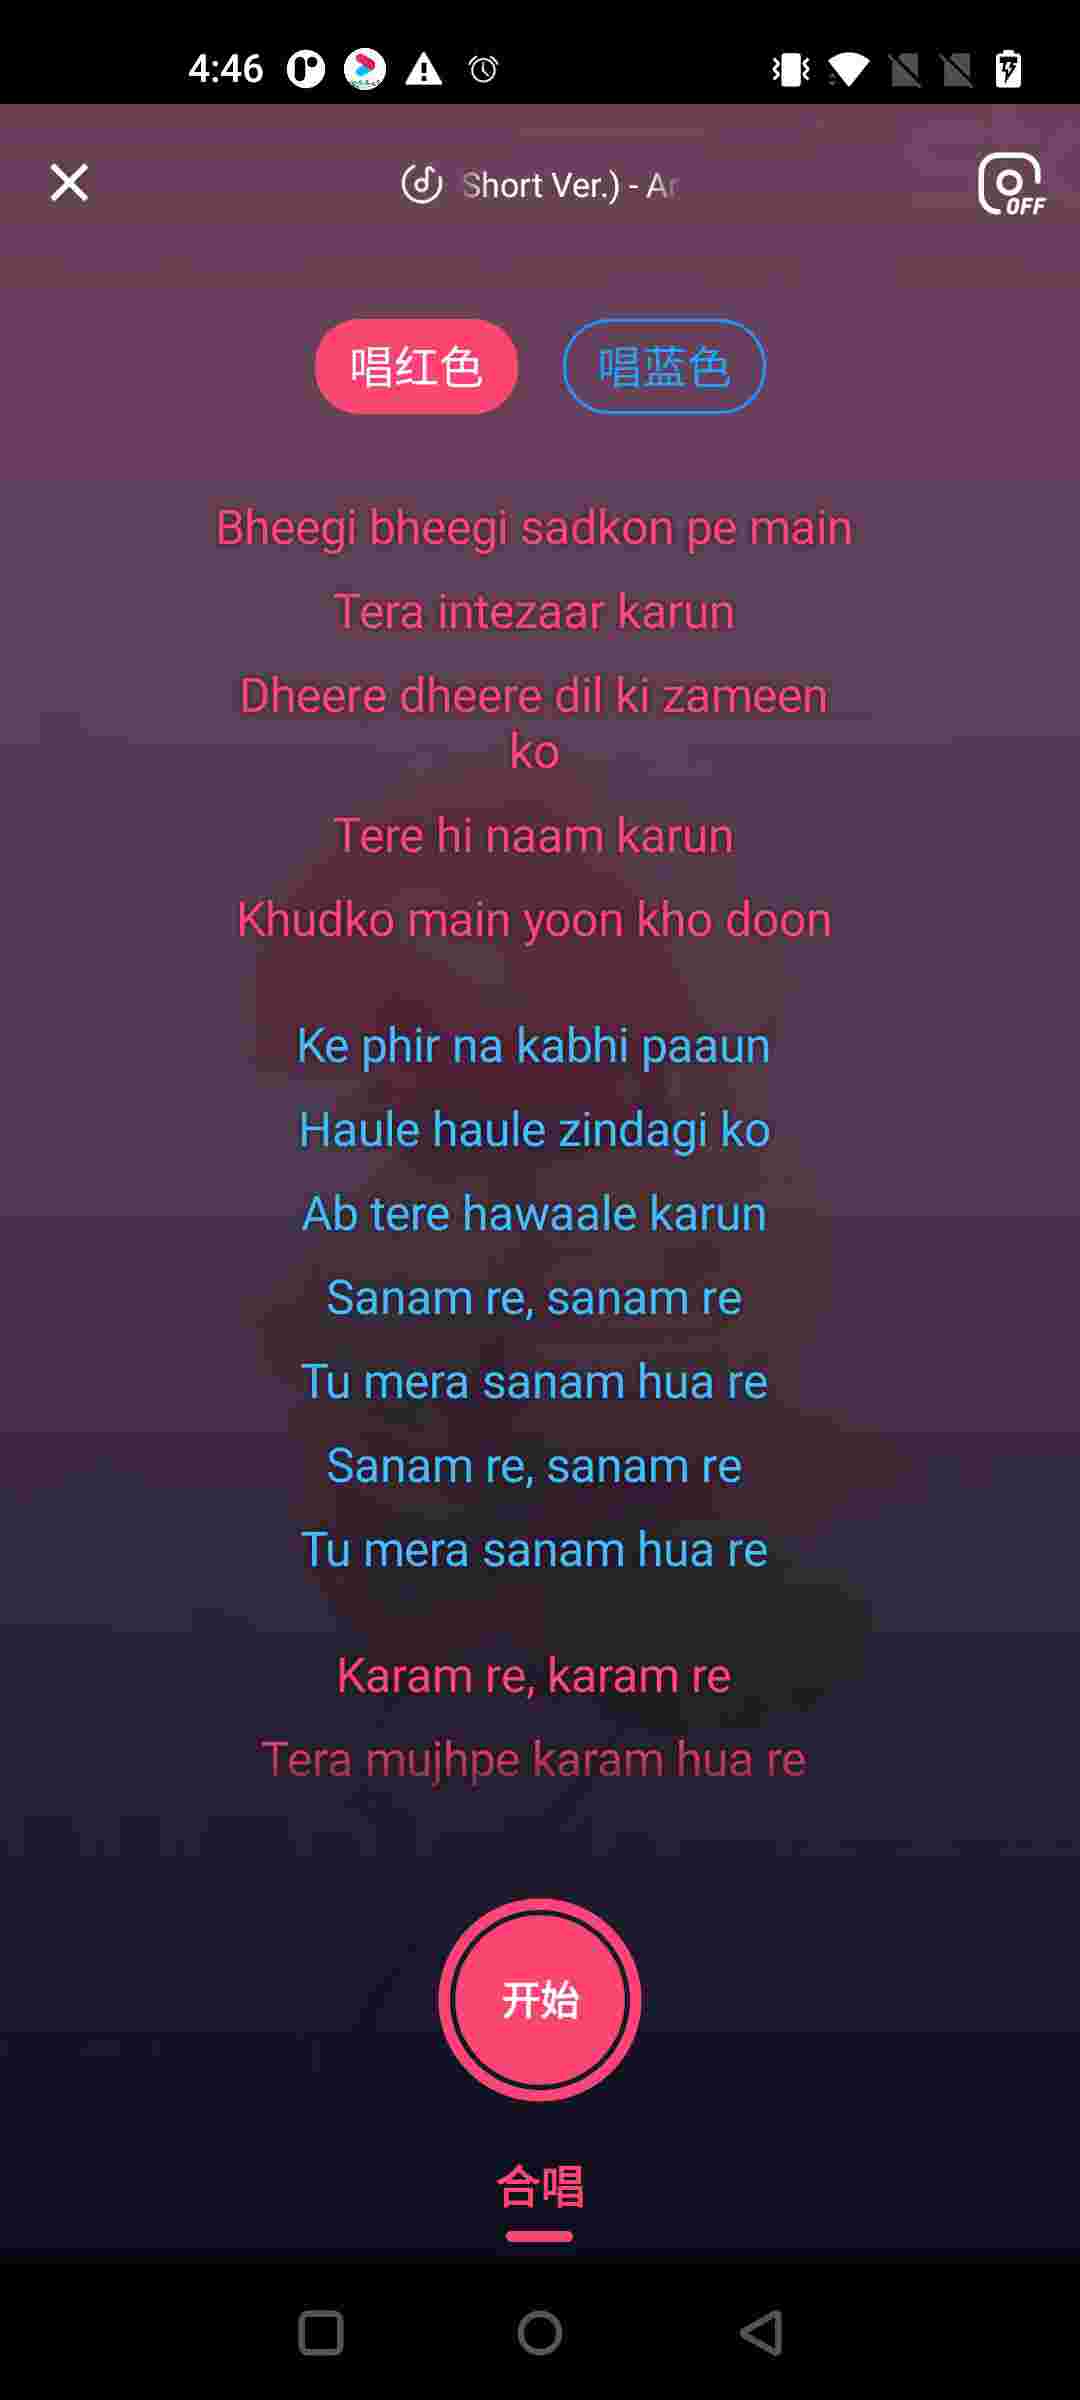 4:46
Short Ver.) - Ar
OFF
唱红色
唱蓝色
Bheegi bheegi sadkon pe main
Tera intezaar karun
Dheere dheere dil ki zameen
ko
Tere hi naam karun
Khudko main yoon kho doon
Ke phir na kabhi paaun
Haule haule zindagi ko
Ab tere hawaale karun
Sanam re, sanam re
Tu mera sanam hua re
Sanam re, sanam re
Tu mera sanam hua re
Karam re, karam re
Tera mujhpe karam hua re
开始
合唱